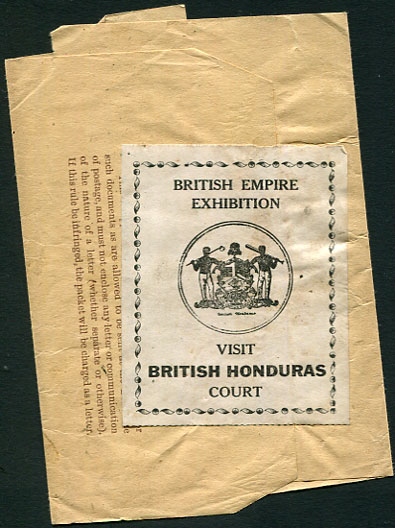 BRITISH EMPIRE
EXHIBITION
VISIT
BRITISH HONDURAS
COURT
such documents as are allowed to be sent
of postage, and must not enclose any letter or communication
of the nature of a letter (whether separate or otherwise).
If this rule be infringed, the packet will be charged as a letter.